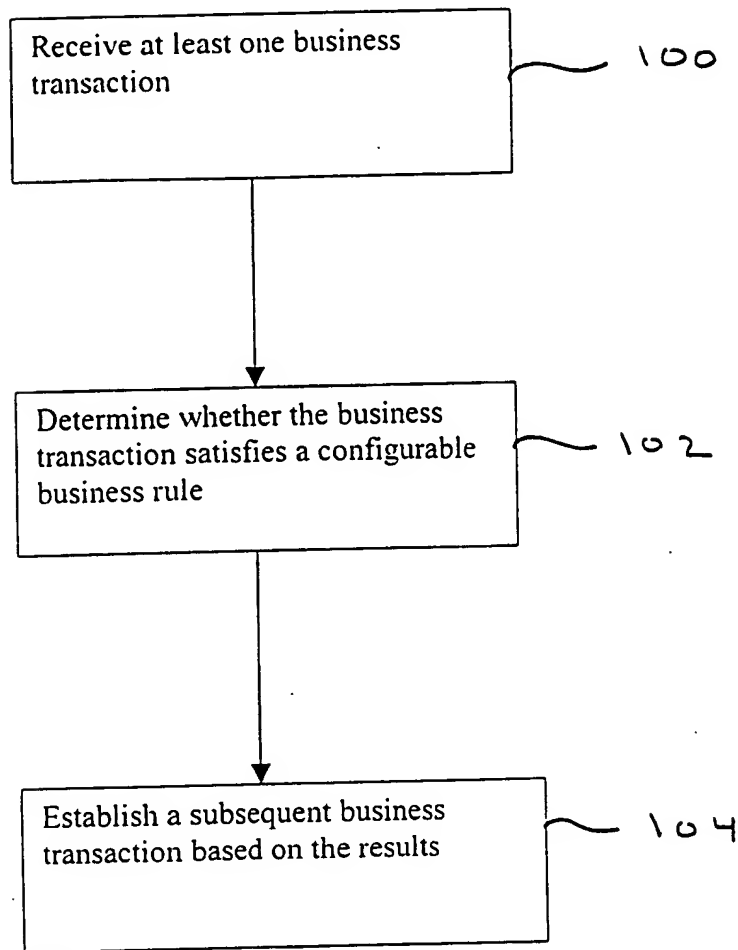 Receive at least one business
transaction
100
Determine whether the business
transaction satisfies a configurable
business rule
102
Establish a subsequent business
transaction based on the results
104